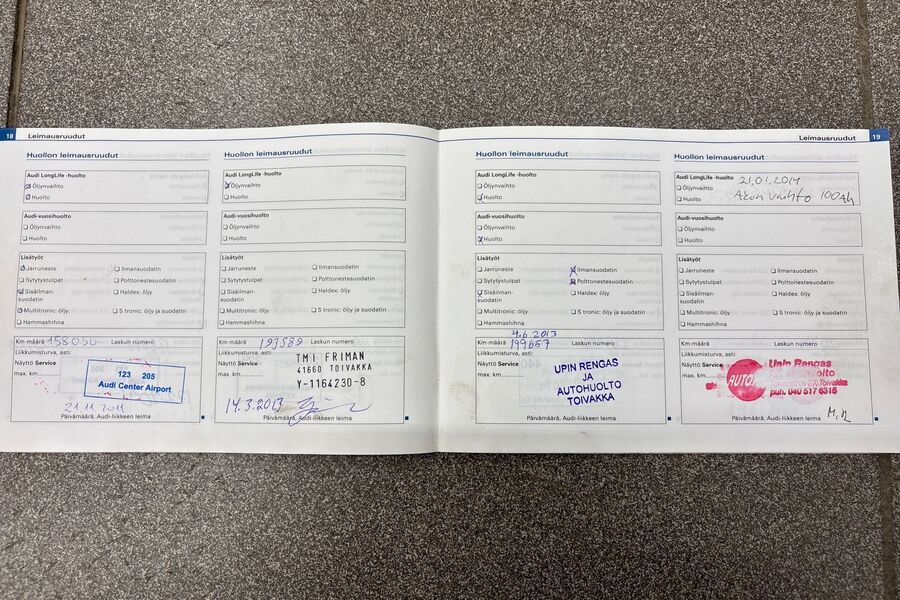 18 Leimausruudut
Huollon leimausruudut
Audi LongLife -huolto
Öljynvaihto
Huolto
Audi-vuosihuolto
Öljynvaihto
Huolto
Lisätyöt
Jarruneste
Ilmansuodatin
Sytytystulpat
Polttonestesuodatin
Sisäilman-
suodatin
Haldex: öljy
Multitronic: öljy
S tronic: öljy ja suodatin
Hammashihna
Km-määrä 158050 Laskun numero
Liikkumisturva, asti:
Näyttö Service
max. km
123 205
Audi Center Airport
21.11.2011
Päivämäärä, Audi-liikkeen leima
Huollon leimausruudut
Audi LongLife -huolto
Öljynvaihto
Huolto
Audi-vuosihuolto
Öljynvaihto
Huolto
Lisätyöt
Jarruneste
Ilmansuodatin
Sytytystulpat
Polttonestesuodatin
Sisäilman-
suodatin
Haldex: öljy
Multitronic: öljy
S tronic: öljy ja suodatin
Hammashihna
Km-määrä Laskun numero
Liikkumisturva, asti:
Näyttö Service
max. km
TMI FRIMAN
41660 TOIVAKKA
Y-1164230-8
14.3.2013
Päivämäärä, Audi-liikkeen leima
Leimausruudut 19
Huollon leimausruudut
Audi LongLife -huolto
Öljynvaihto
Huolto
Audi-vuosihuolto
Öljynvaihto
Huolto
Lisätyöt
Jarruneste
Ilmansuodatin
Sytytystulpat
Polttonestesuodatin
Sisäilman-
suodatin
Haldex: öljy
Multitronic: öljy
S tronic: öljy ja suodatin
Hammashihna
4.6 2013
Km-määrä 199657 Laskun numero
Liikkumisturva, asti:
Näyttö Service
max. km
UPIN RENGAS
JA
AUTOHUOLTO
TOIVAKKA
Päivämäärä, Audi-liikkeen leima
Huollon leimausruudut
Audi LongLife -huolto 21.01.2014
Öljynvaihto
Huolto Akun vaihto 100Ah
Audi-vuosihuolto
Öljynvaihto
Huolto
Lisätyöt
Jarruneste
Ilmansuodatin
Sytytystulpat
Polttonestesuodatin
Sisäilman-
suodatin
Haldex: öljy
Multitronic: öljy
S tronic: öljy ja suodatin
Hammashihna
Km-määrä Laskun numero
Liikkumisturva, asti:
Näyttö Service
max. km
AUTO
Upin Rengas
Toivakka
puh. 040 517 6315
Päivämäärä, Audi-liikkeen leima